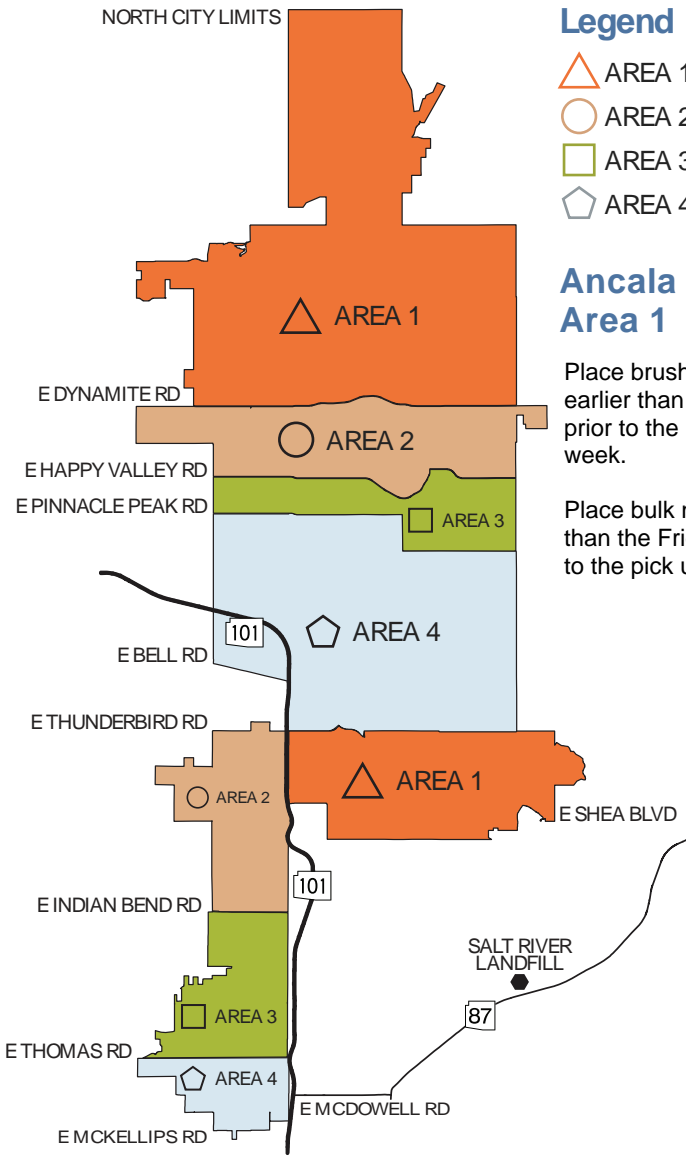 NORTH CITY LIMITS
Legend
AREA 1
AREA 2
AREA 3
AREA 4
Ancala
Area 1
Place brush
earlier than
prior to the
week.
Place bulk
than the Fri
to the pick u
AREA 1
E DYNAMITE RD
AREA 2
E HAPPY VALLEY RD
E PINNACLE PEAK RD
AREA 3
101
AREA 4
E BELL RD
E THUNDERBIRD RD
AREA 1
AREA 2
E SHEA BLVD
101
E INDIAN BEND RD
SALT RIVER
LANDFILL
87
AREA 3
E THOMAS RD
AREA 4
E MCDOWELL RD
E MCKELLIPS RD